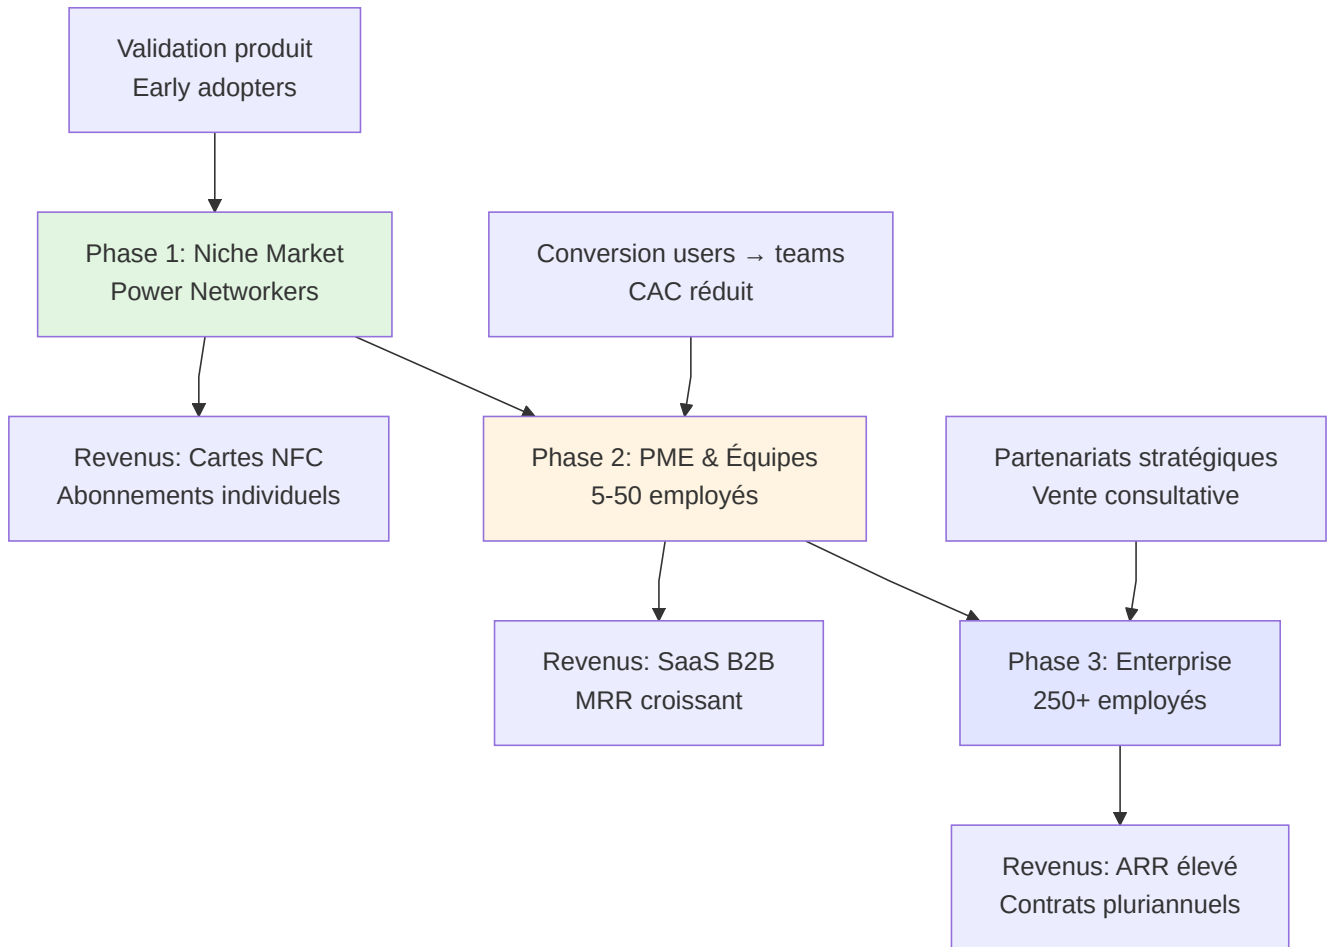 Validation produit
Early adopters
Phase 1: Niche Market
Power Networkers
Conversion users → teams
CAC réduit
Revenus: Cartes NFC
Abonnements individuels
Phase 2: PME & Équipes
5-50 employés
Partenariats stratégiques
Vente consultative
Revenus: SaaS B2B
MRR croissant
Phase 3: Enterprise
250+ employés
Revenus: ARR élevé
Contrats pluriannuels